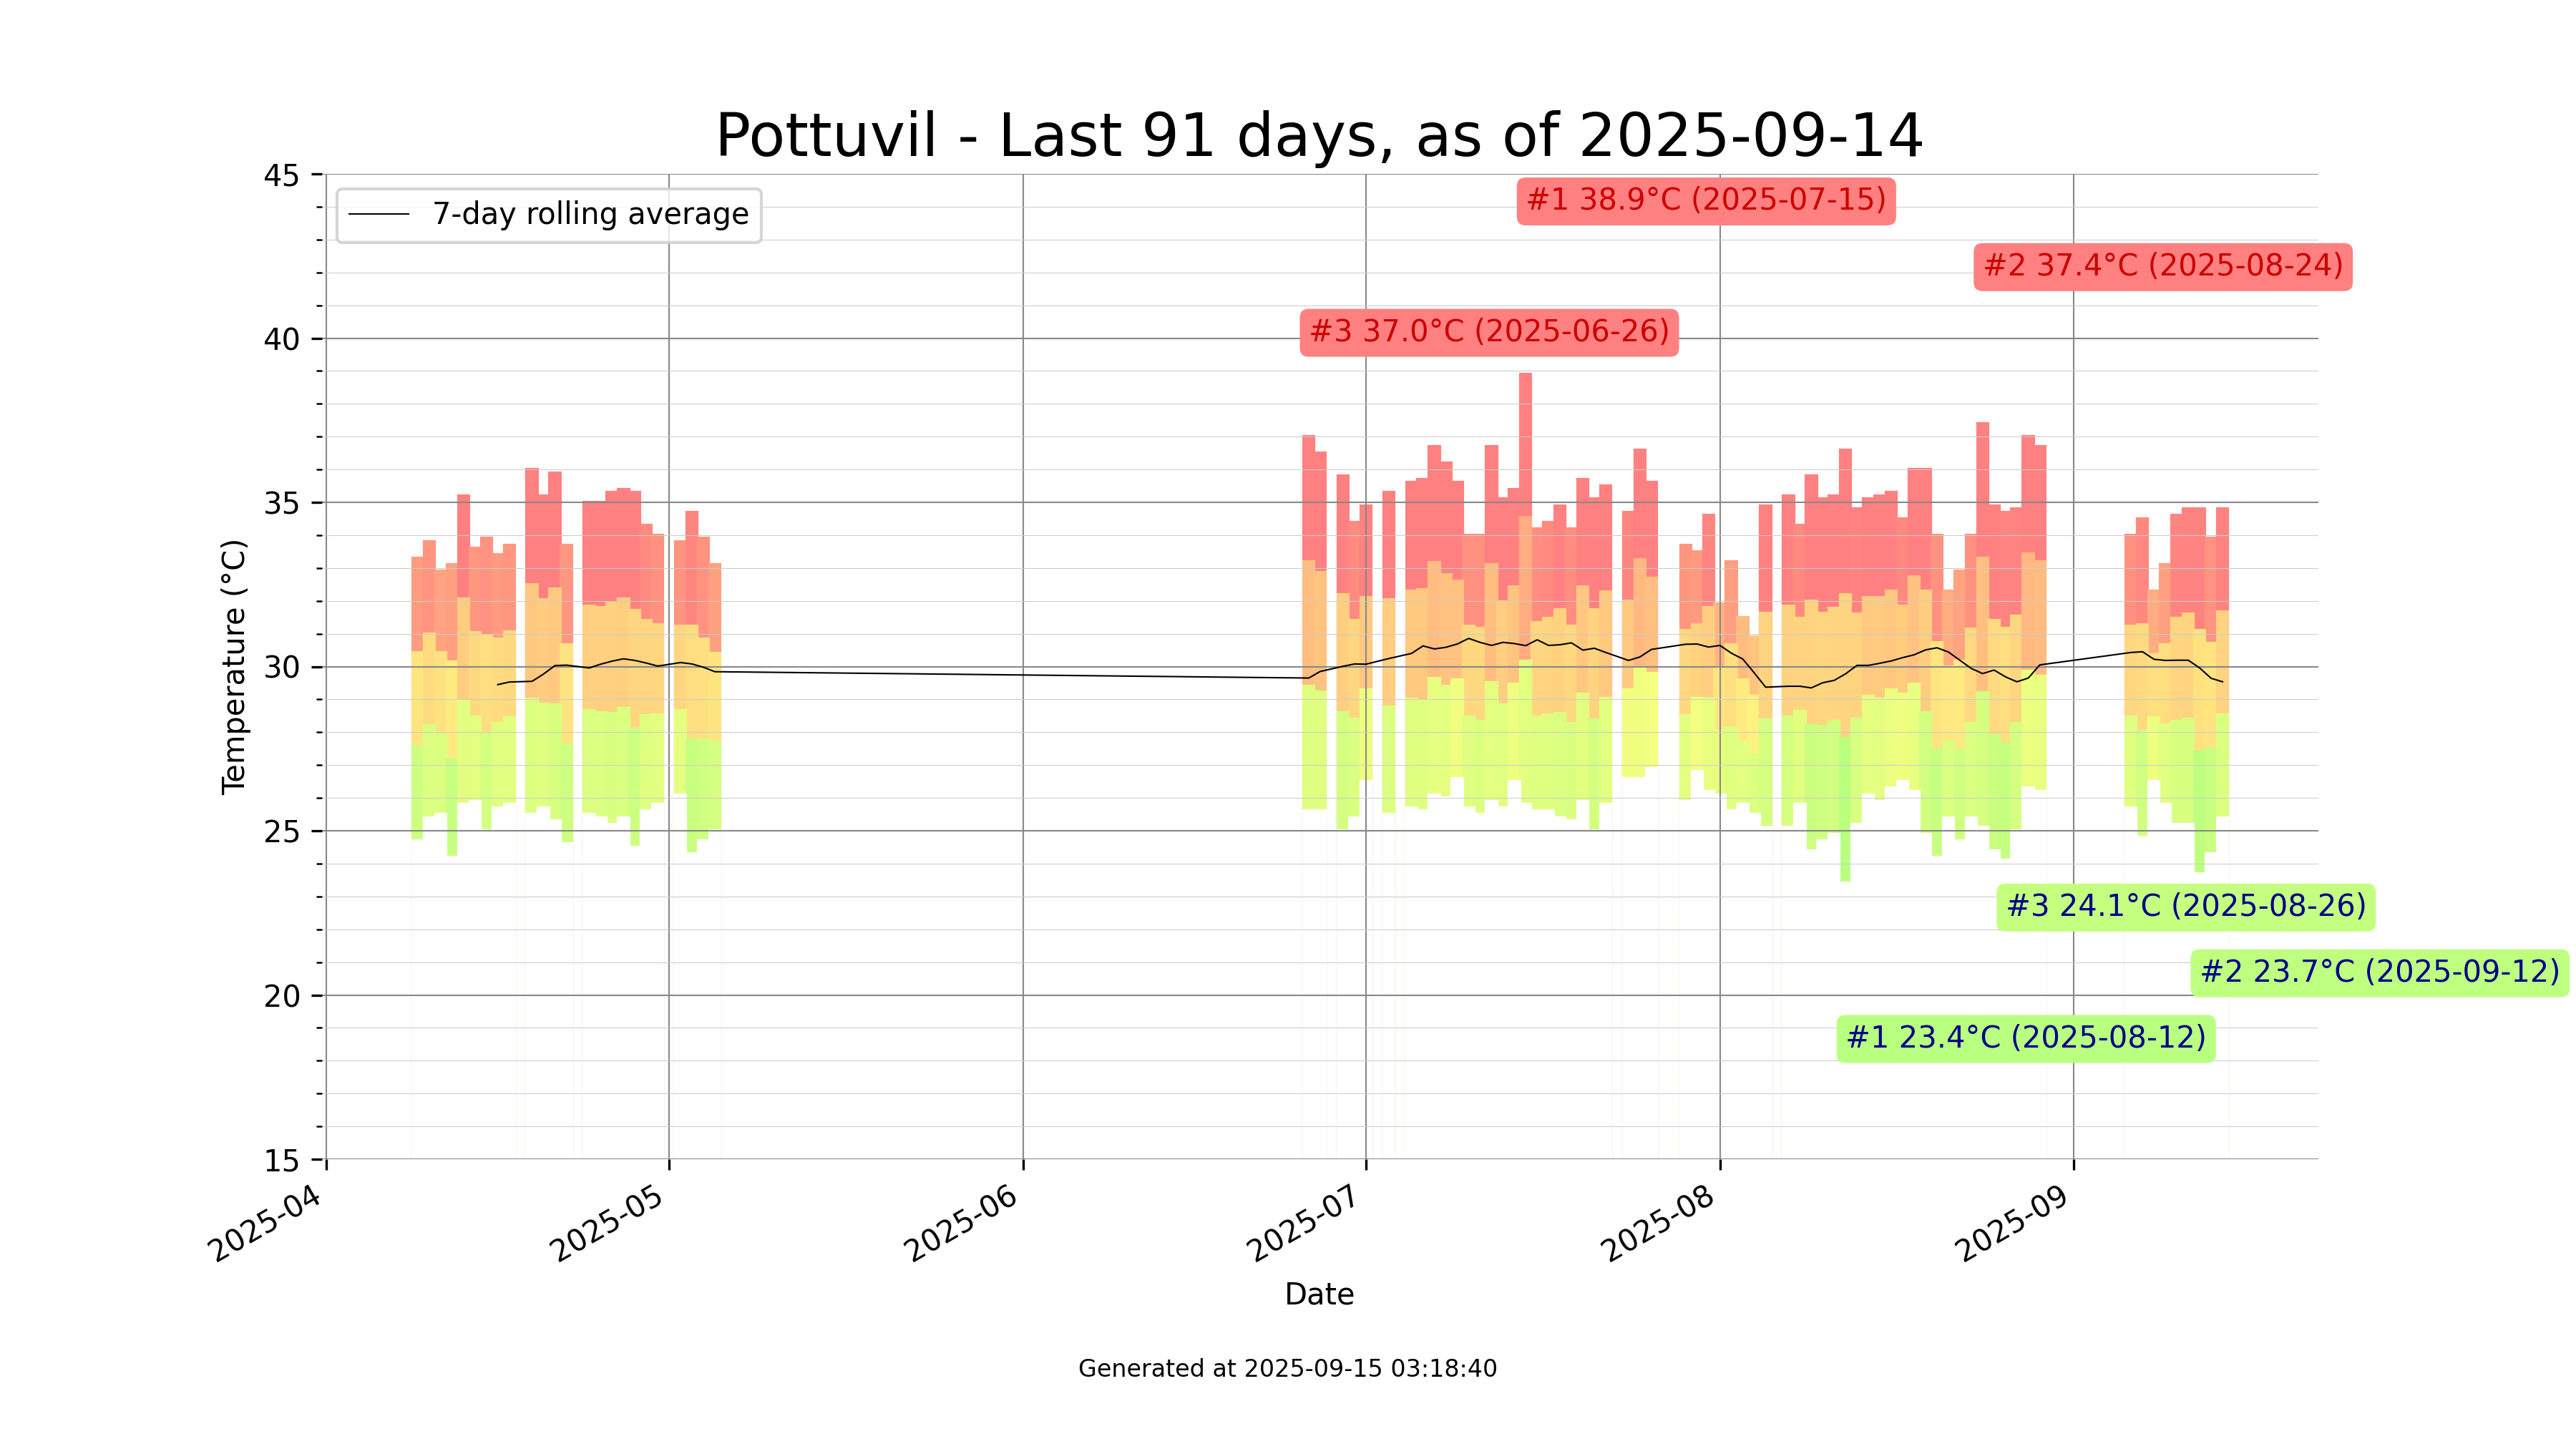 Pottuvil - Last 91 days, as of 2025-09-14
7-day rolling average
#1 38.9°C (2025-07-15)
#2 37.4°C (2025-08-24)
#3 37.0°C (2025-06-26)
#3 24.1°C (2025-08-26)
#2 23.7°C (2025-09-12)
#1 23.4°C (2025-08-12)
Temperature (°C)
45
40
35
30
25
20
15
2025-04
2025-05
2025-06
2025-07
2025-08
2025-09
Date
Generated at 2025-09-15 03:18:40